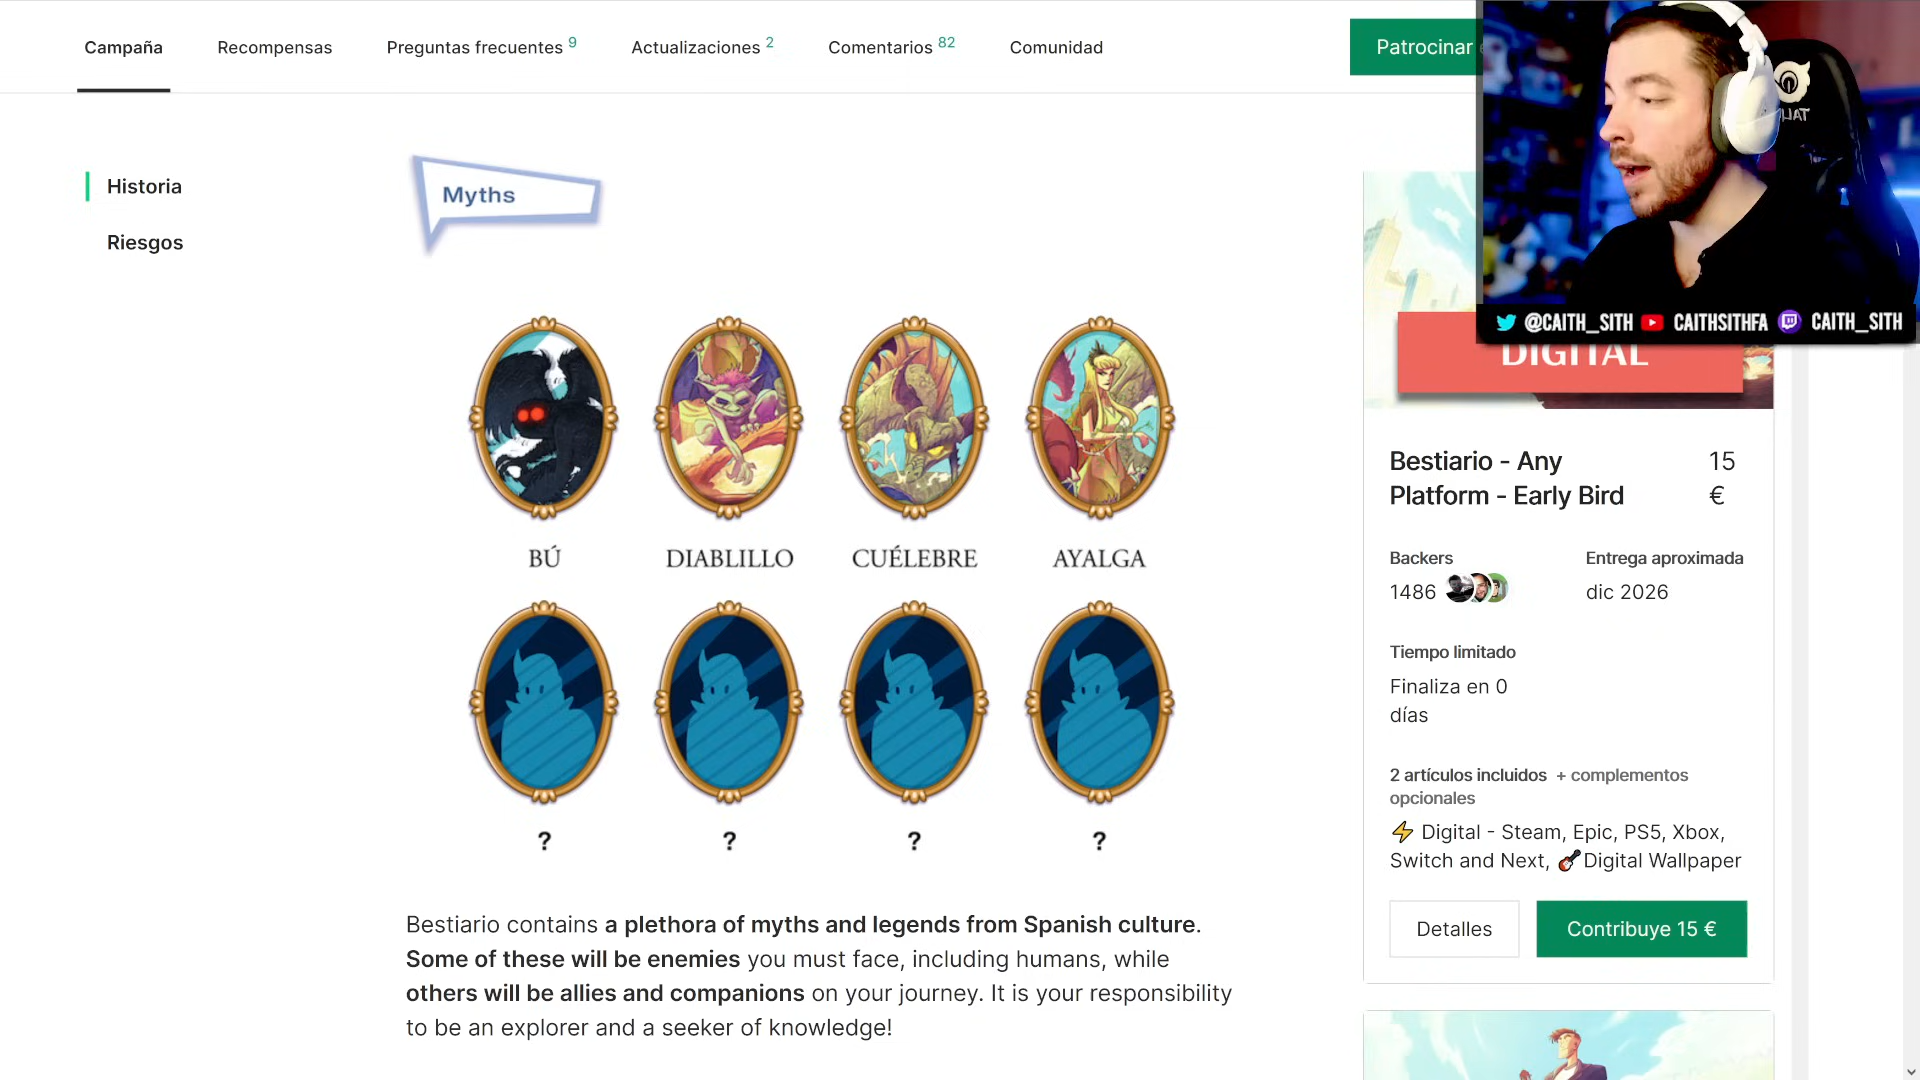 Campaña
Recompensas
Preguntas frecuentes 9
Actualizaciones 2
Comentarios 82
Comunidad
Patrocinar
Historia
Riesgos
Myths
BÚ
DIABLILLO
CUÉLEBRE
AYALGA
?
?
?
?
Bestiario contains a plethora of myths and legends from Spanish culture.
Some of these will be enemies you must face, including humans, while
others will be allies and companions on your journey. It is your responsibility
to be an explorer and a seeker of knowledge!
@CAITH_SITH CAITHSITHFA CAITH_SITH
DIGITAL
Bestiario - Any
Platform - Early Bird
15
€
Backers
1486
Entrega aproximada
dic 2026
Tiempo limitado
Finaliza en 0
días
2 artículos incluidos + complementos
opcionales
⚡ Digital - Steam, Epic, PS5, Xbox,
Switch and Next, 🎸Digital Wallpaper
Detalles
Contribuye 15 €